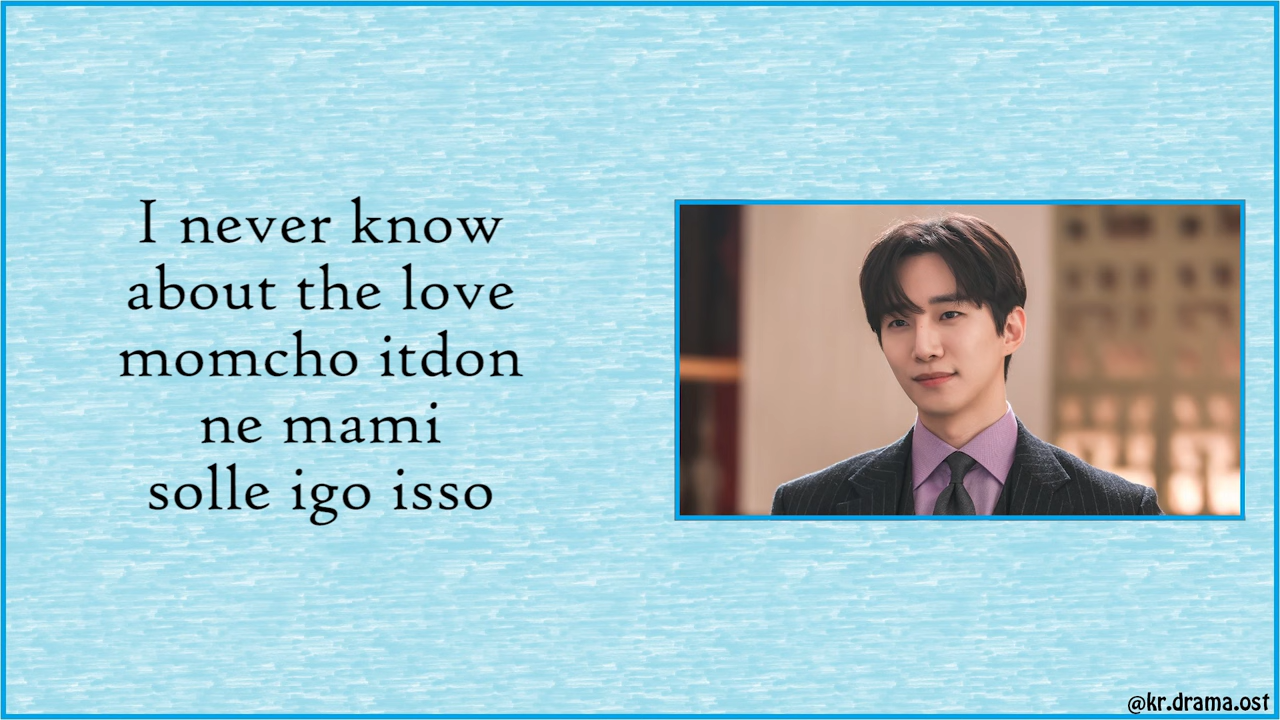 I never know
about the love
momcho itdon
ne mami
solle igo isso
@kr.drama.ost